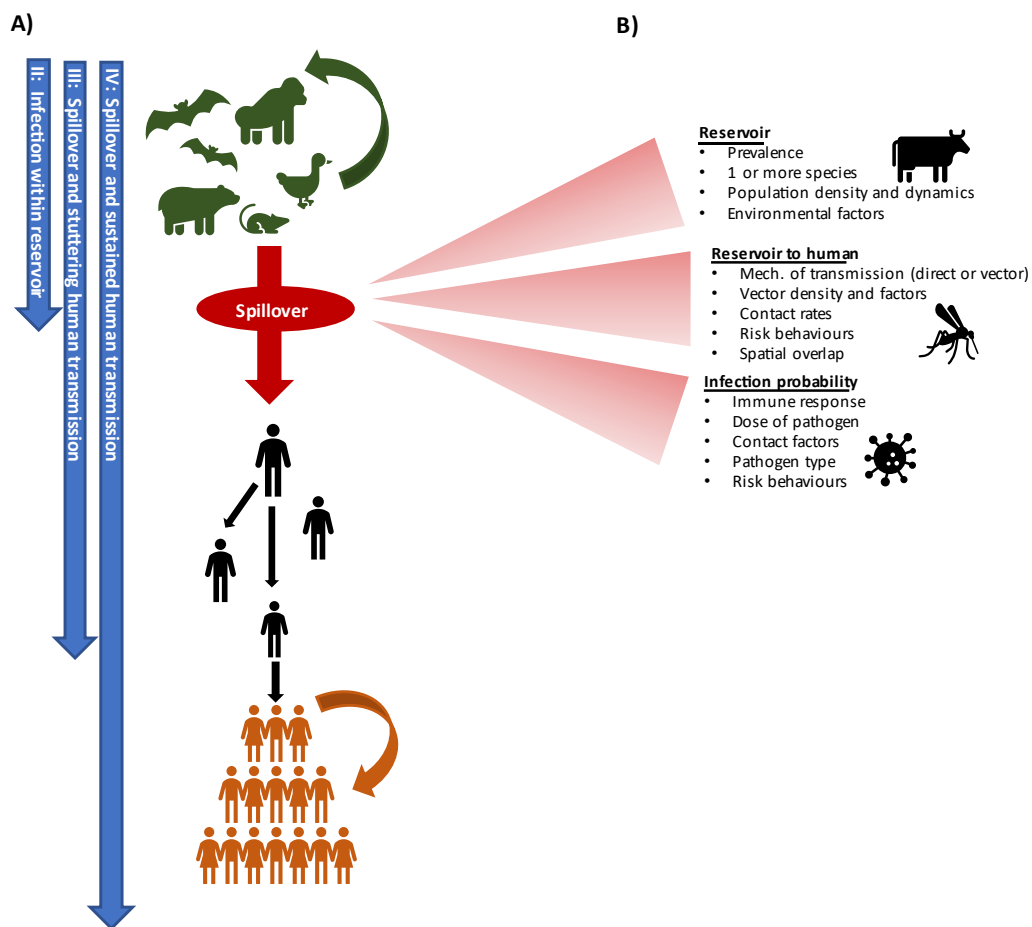 A)
II: Infection within reservoir
III: Spillover and stuttering human transmission
IV: Spillover and sustained human transmission
Spillover
B)
Reservoir
• Prevalence
• 1 or more species
• Population density and dynamics
• Environmental factors
Reservoir to human
• Mech. of transmission (direct or vector)
• Vector density and factors
• Contact rates
• Risk behaviours
• Spatial overlap
Infection probability
• Immune response
• Dose of pathogen
• Contact factors
• Pathogen type
• Risk behaviours